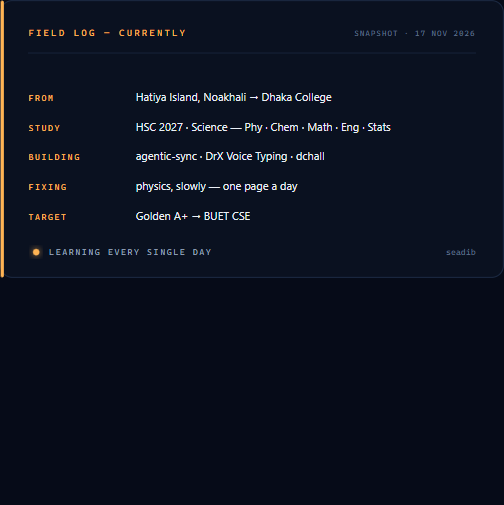 FIELD LOG — CURRENTLY
SNAPSHOT · 17 NOV 2026
FROM Hatiya Island, Noakhali → Dhaka College
STUDY HSC 2027 · Science — Phy · Chem · Math · Eng · Stats
BUILDING agentic-sync · DrX Voice Typing · dchall
FIXING physics, slowly — one page a day
TARGET Golden A+ → BUET CSE
LEARNING EVERY SINGLE DAY
seadib